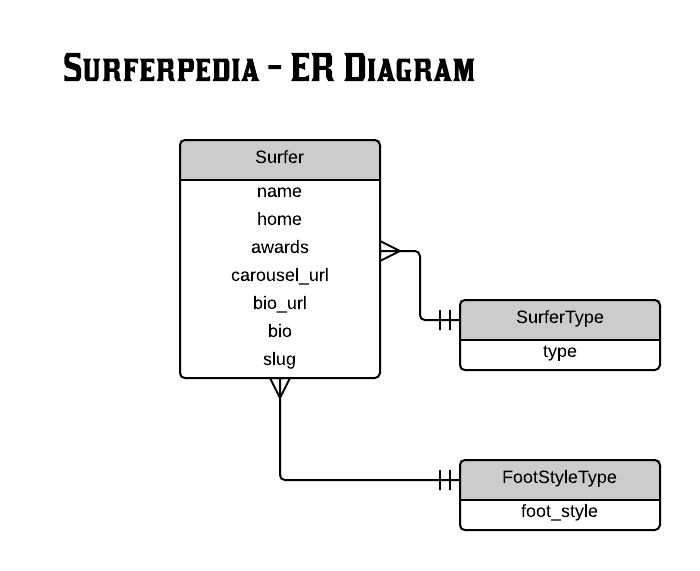 Surferpedia - ER Diagram
Surfer
name
home
awards
carousel_url
bio_url
bio
slug
SurferType
type
FootStyleType
foot_style